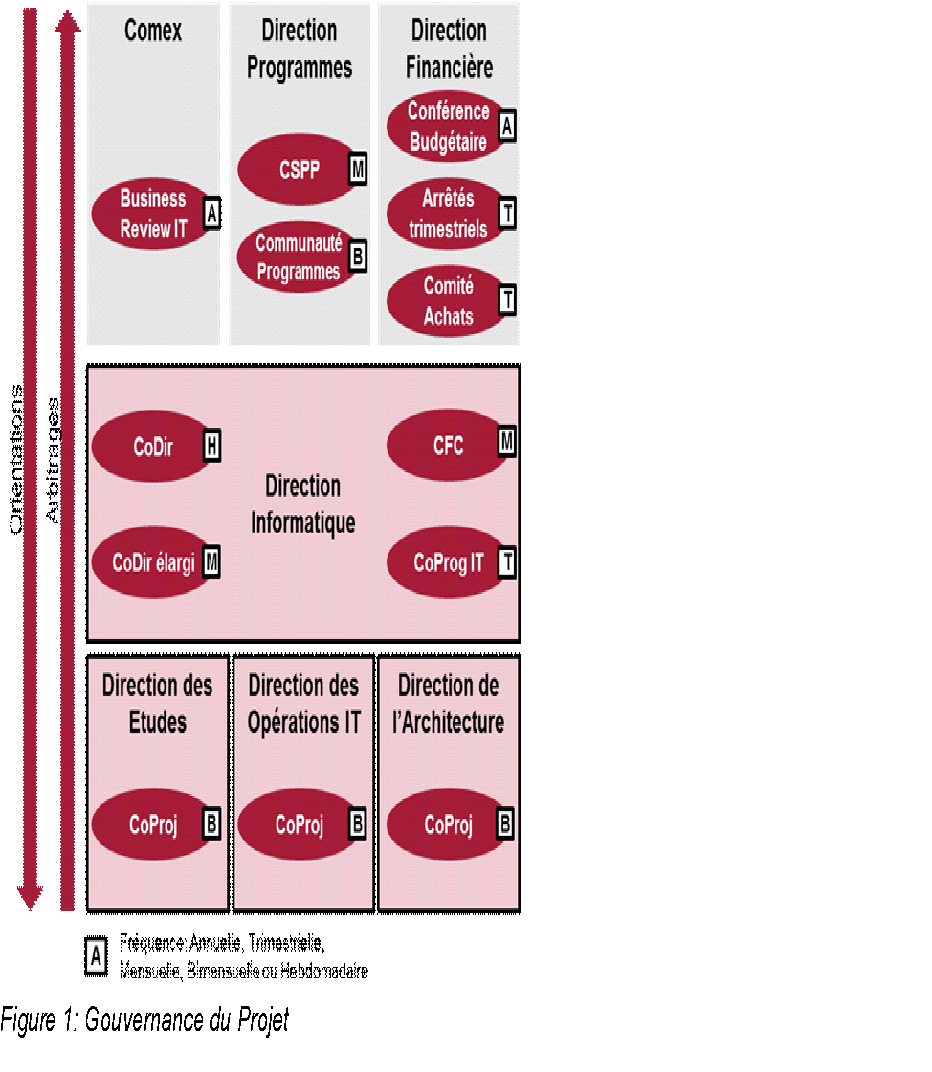 Comex
Direction
Programmes
Direction
Financière
Conférence
Budgétaire
A
CSPP
M
Business
Review IT
A
Arrêtés
trimestriels
T
Communauté
Programmes
B
Comité
Achats
T
Orientations
Arbitrages
CoDir
H
CFC
M
Direction
Informatique
CoDir élargi
M
CoProg IT
T
Direction des
Etudes
Direction des
Opérations IT
Direction de
l'Architecture
CoProj
B
CoProj
B
CoProj
B
A
Fréquence: Annuelle, Trimestrielle,
Mensuelle, Bimensuelle ou Hebdomadaire
Figure 1: Gouvernance du Projet